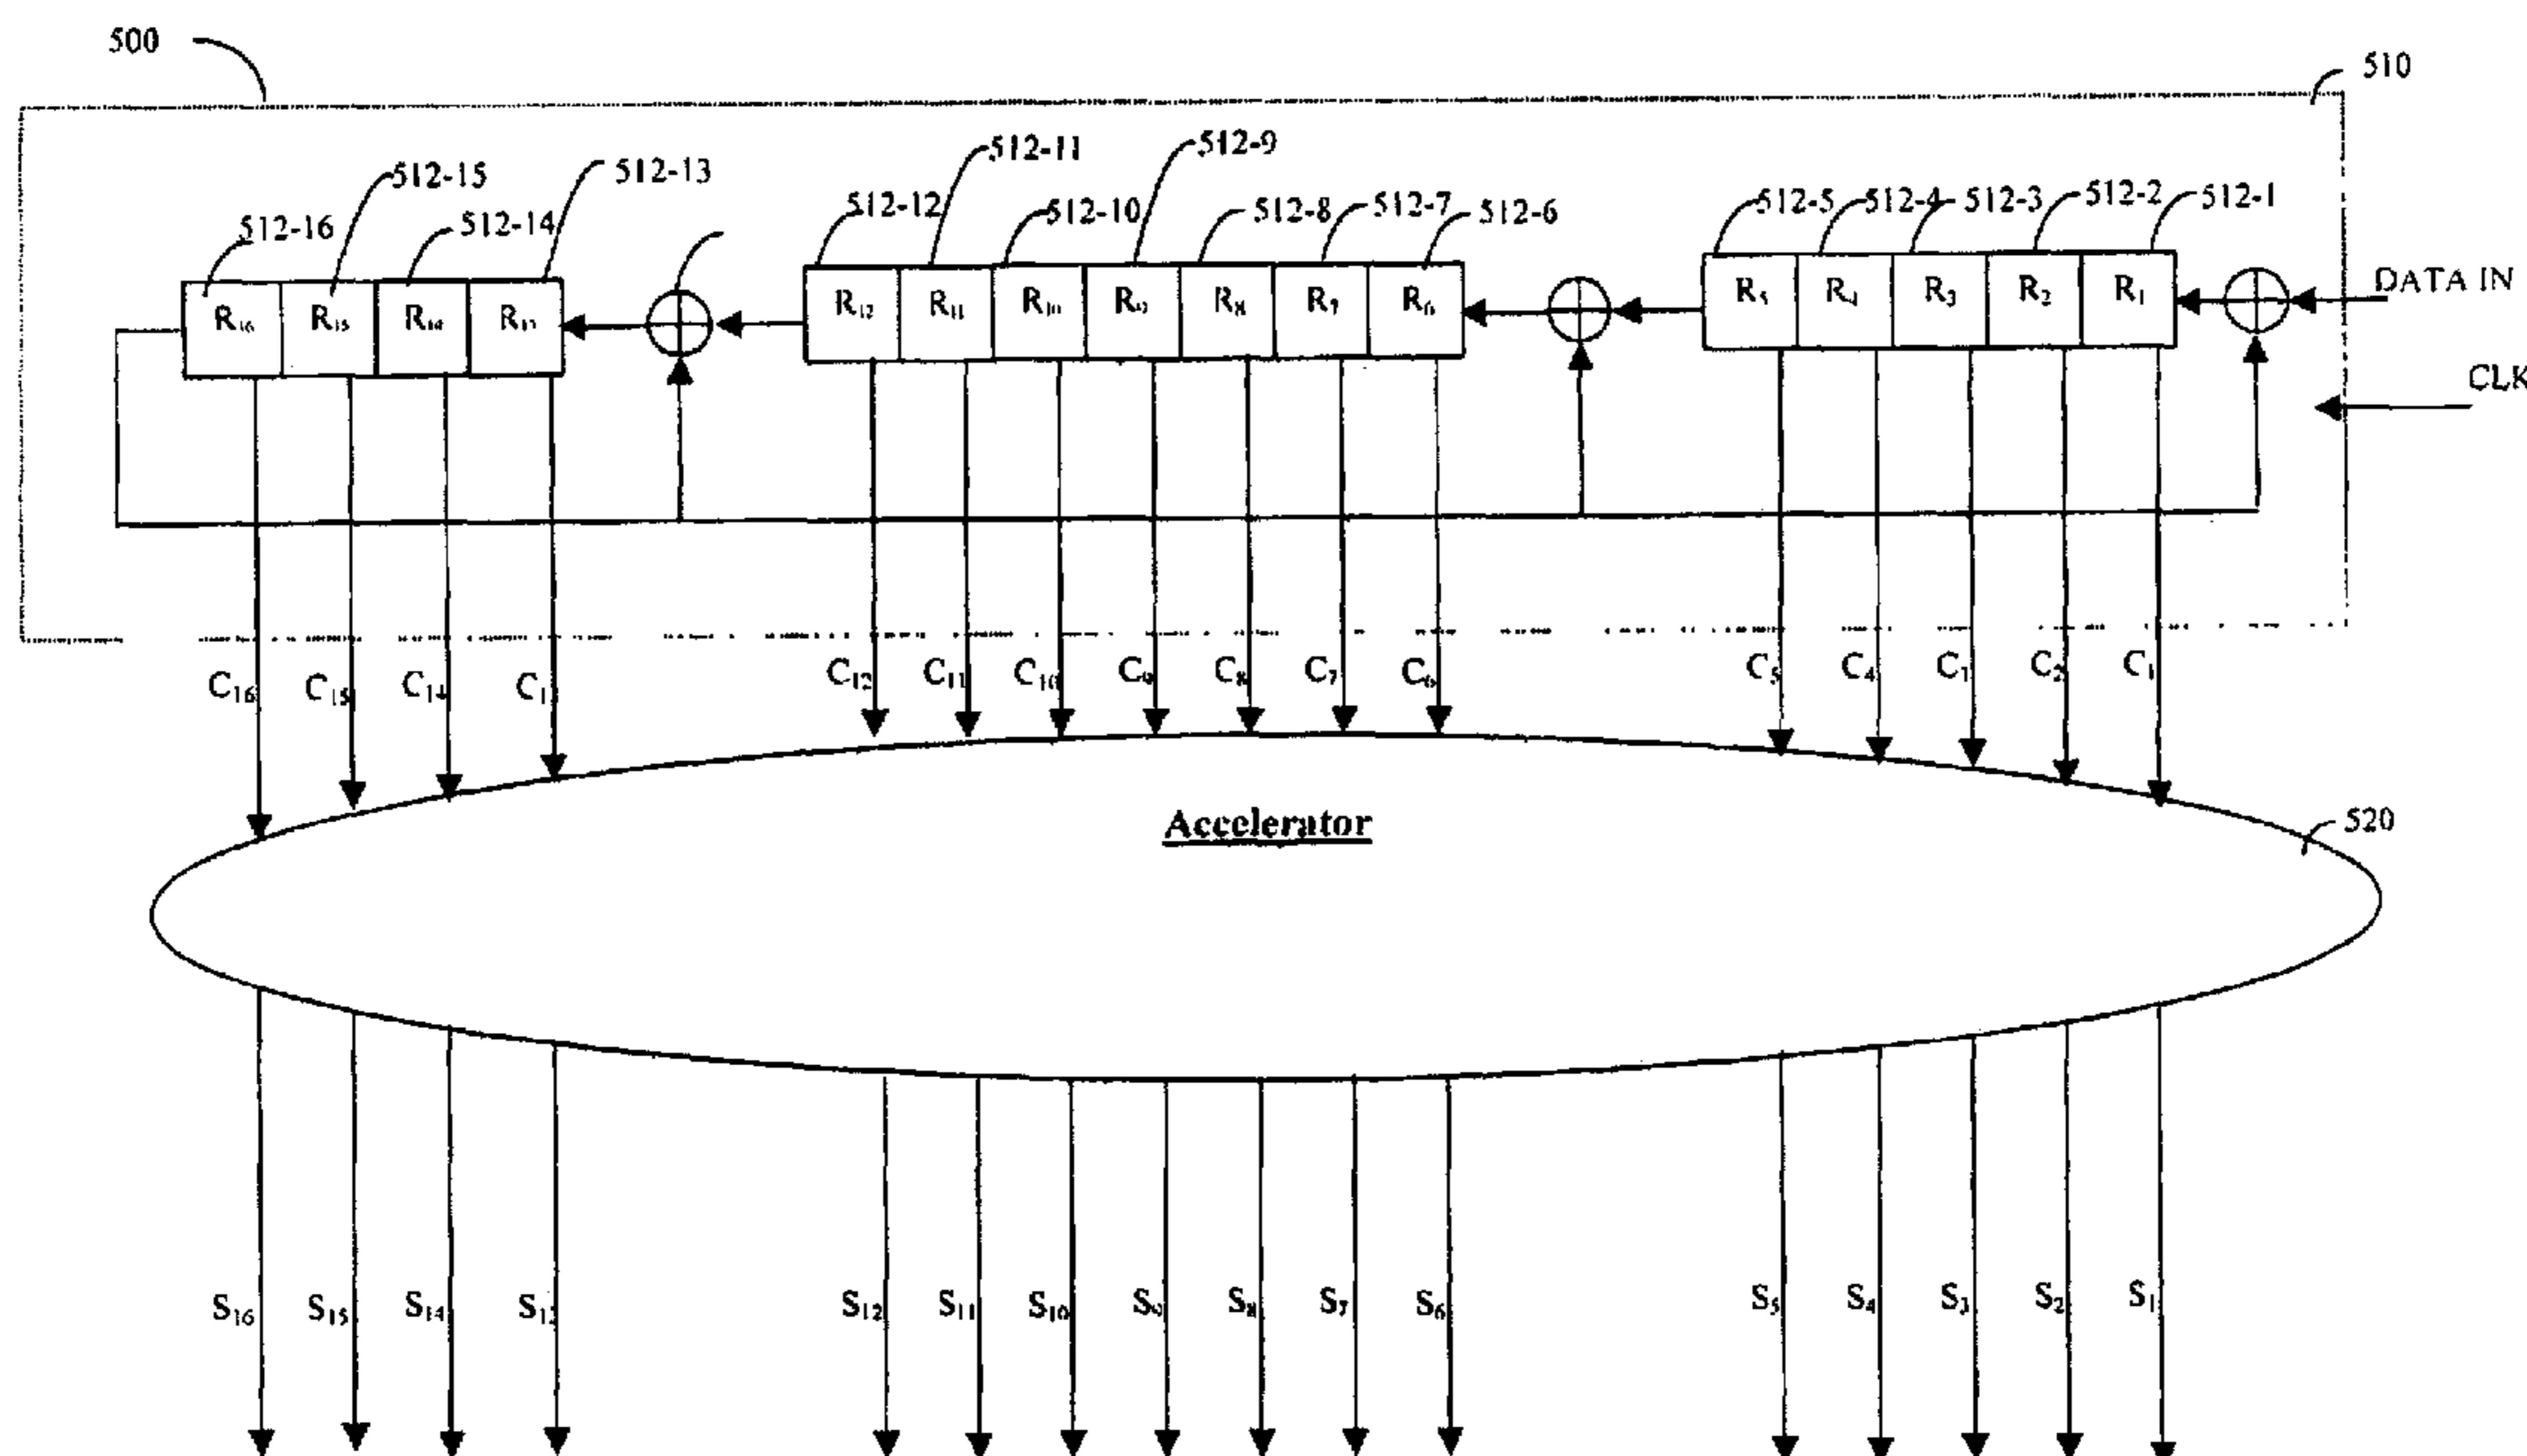 500
510
512-11 512-9
512-15 512-13
512-12 512-10 512-8 512-7 512-6 512-5 512-4 512-3 512-2 512-1
512-16 512-14
R₁₆ R₁₅ R₁₄ R₁₃ R₁₂ R₁₁ R₁₀ R₉ R₈ R₇ R₆ R₅ R₄ R₃ R₂ R₁ DATA IN
CLK
C₁₆ C₁₅ C₁₄ C₁ C₁₂ C₁₁ C₁₀ C₉ C₈ C₇ C₆ C₅ C₄ C₃ C₂ C₁
Accelerator
520
S₁₆ S₁₅ S₁₄ S₁₃ S₁₂ S₁₁ S₁₀ S₉ S₈ S₇ S₆ S₅ S₄ S₃ S₂ S₁